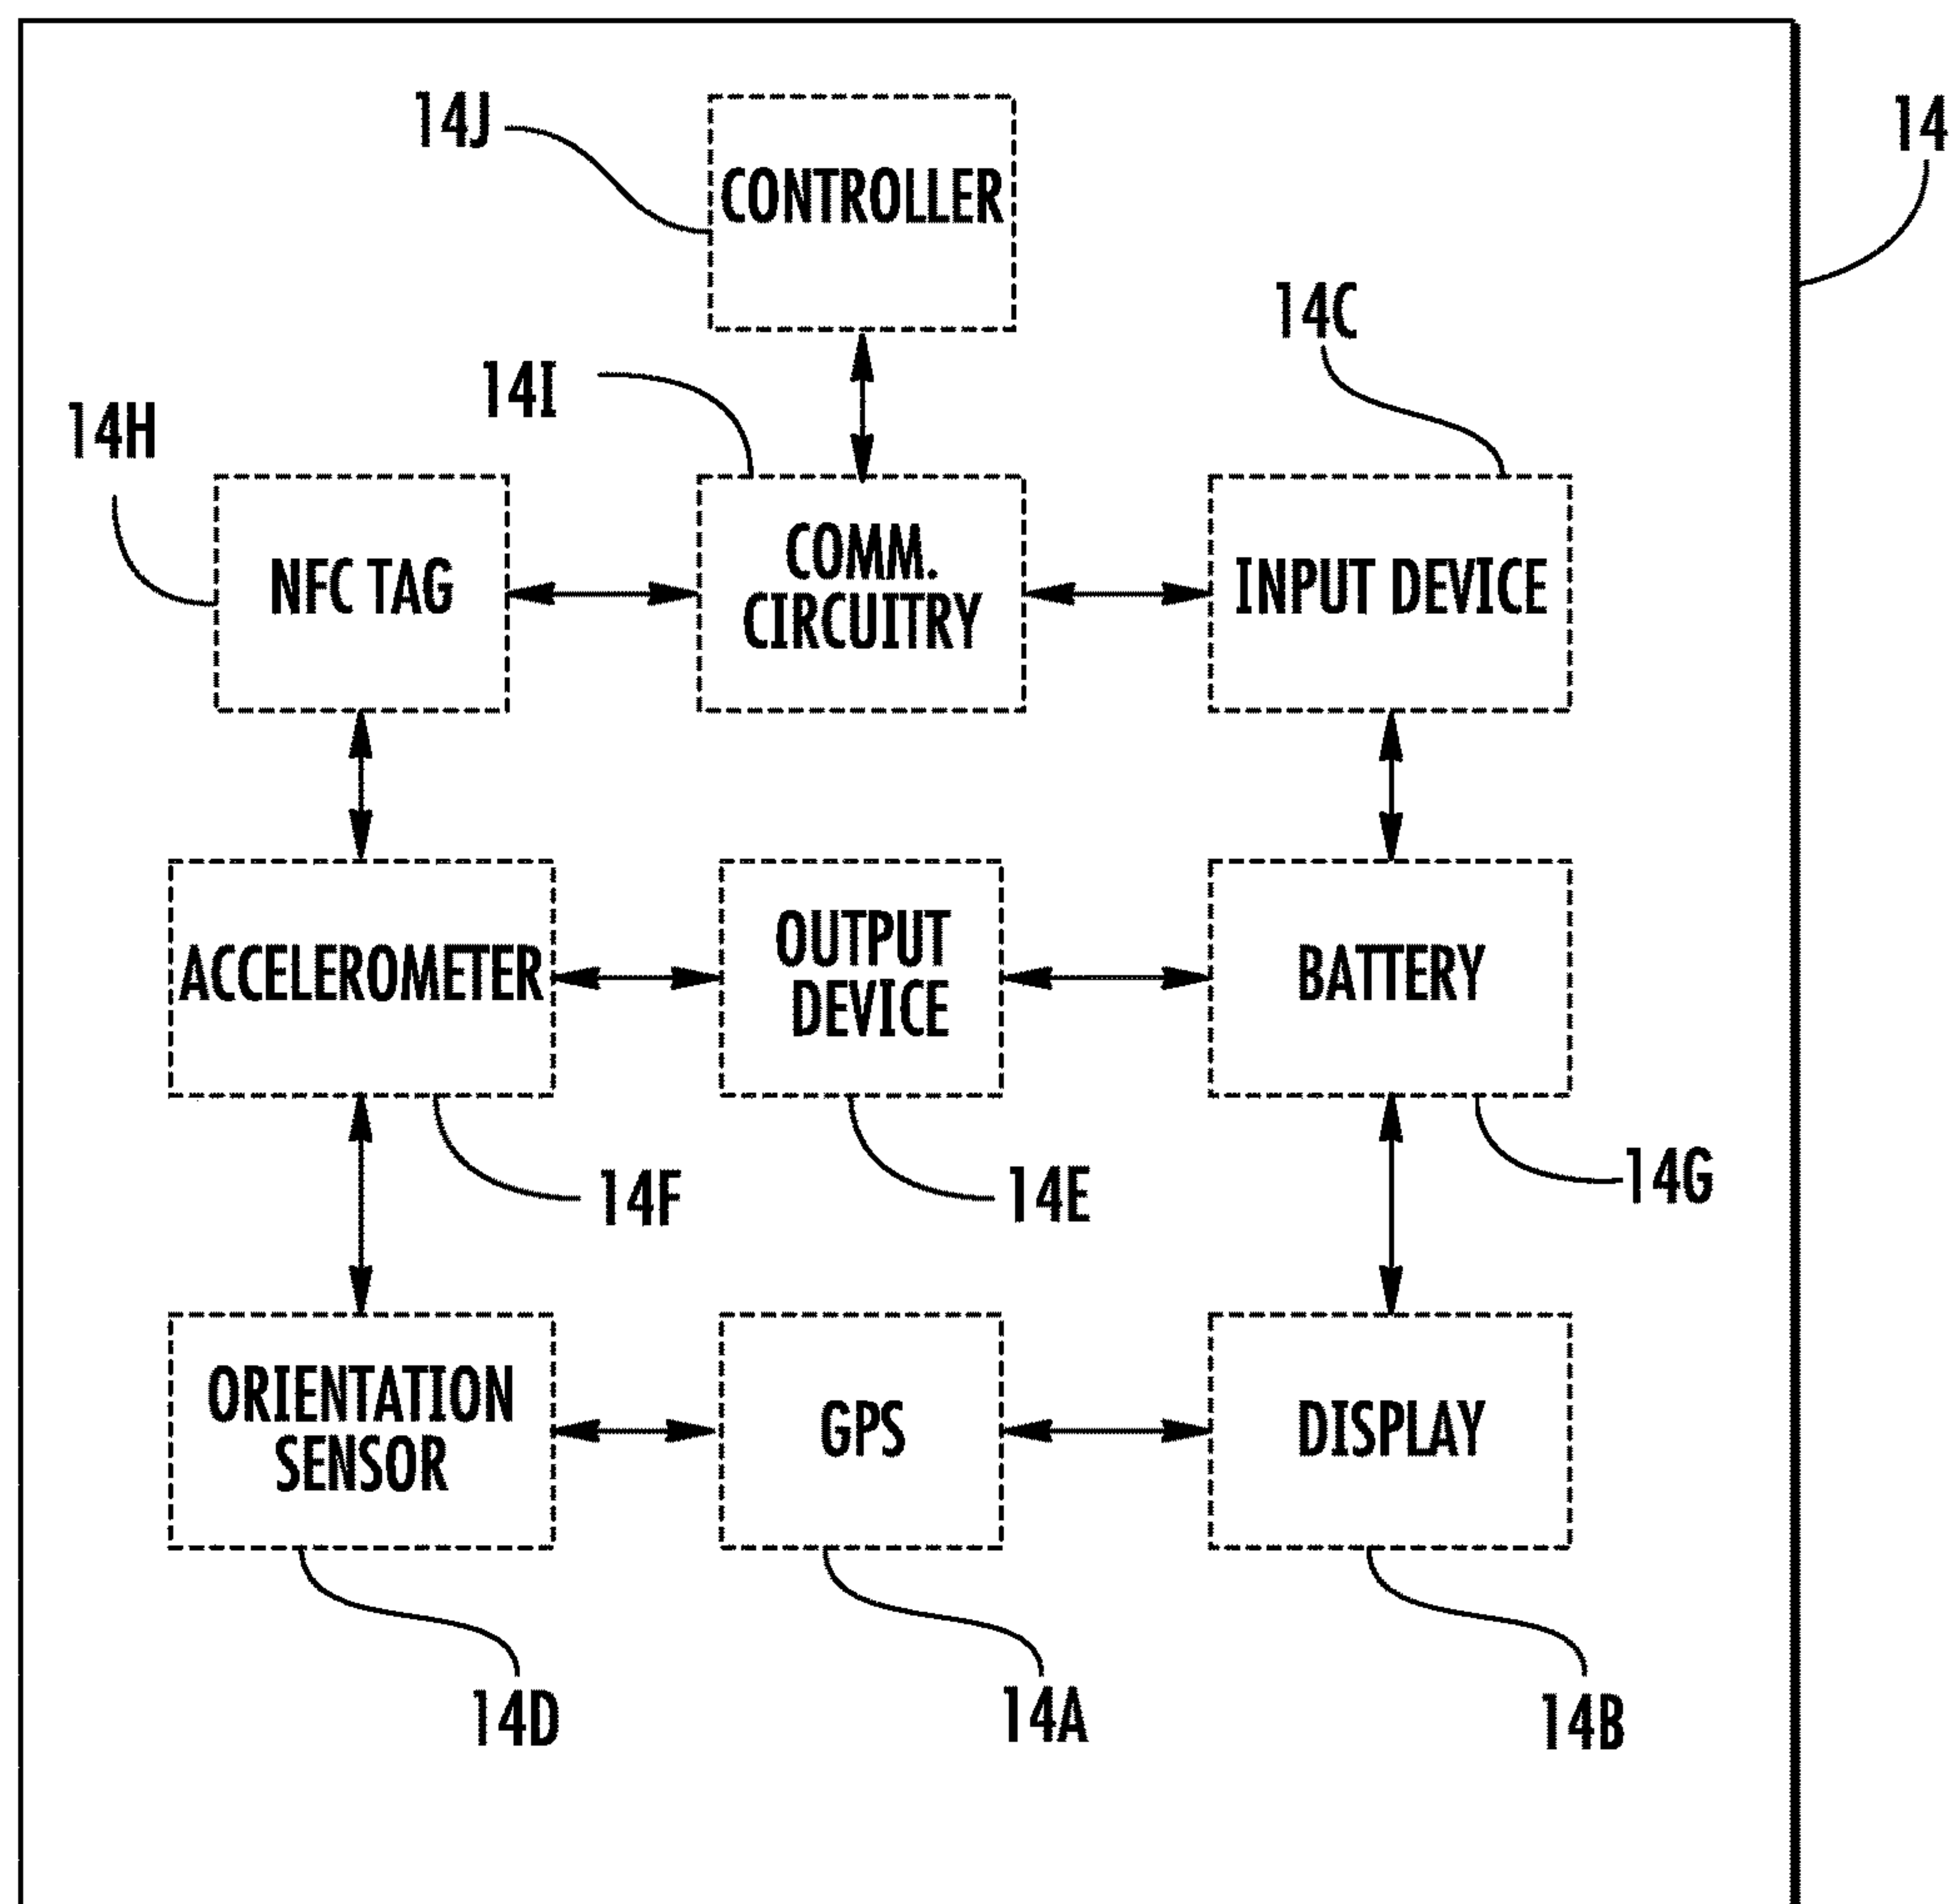 14J
CONTROLLER
14
14C
14I
14H
NFC TAG
COMM.
CIRCUITRY
INPUT DEVICE
ACCELEROMETER
OUTPUT
DEVICE
BATTERY
14F
14E
14G
ORIENTATION
SENSOR
GPS
DISPLAY
14D
14A
14B